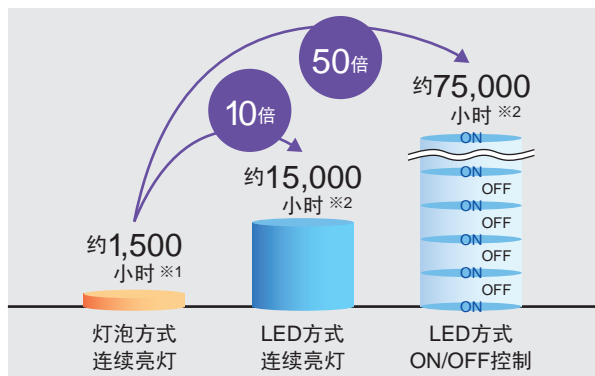 50倍
约75,000
小时 ※2
10倍
ON
ON
约15,000
OFF
小时 ※2
ON
OFF
约1,500
ON
小时 ※1
OFF
ON
OFF
ON
灯泡方式
连续亮灯
LED方式
连续亮灯
LED方式
ON/OFF控制